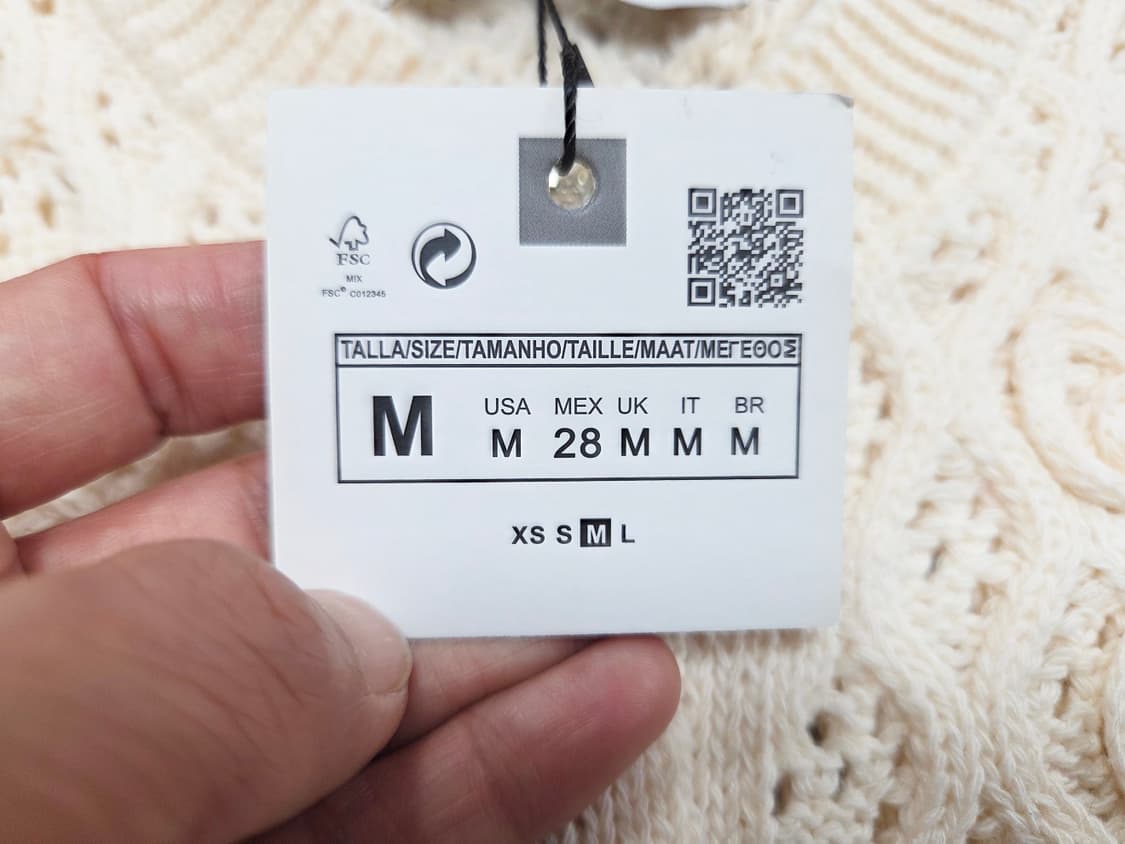 FSC
MIX
FSC® C012345
TALLA/SIZE/TAMANHO/TAILLE/MAAT/ΜΕΓΕΘΟΣ
M
USA MEX UK IT BR
M 28 M M M
XS S M L